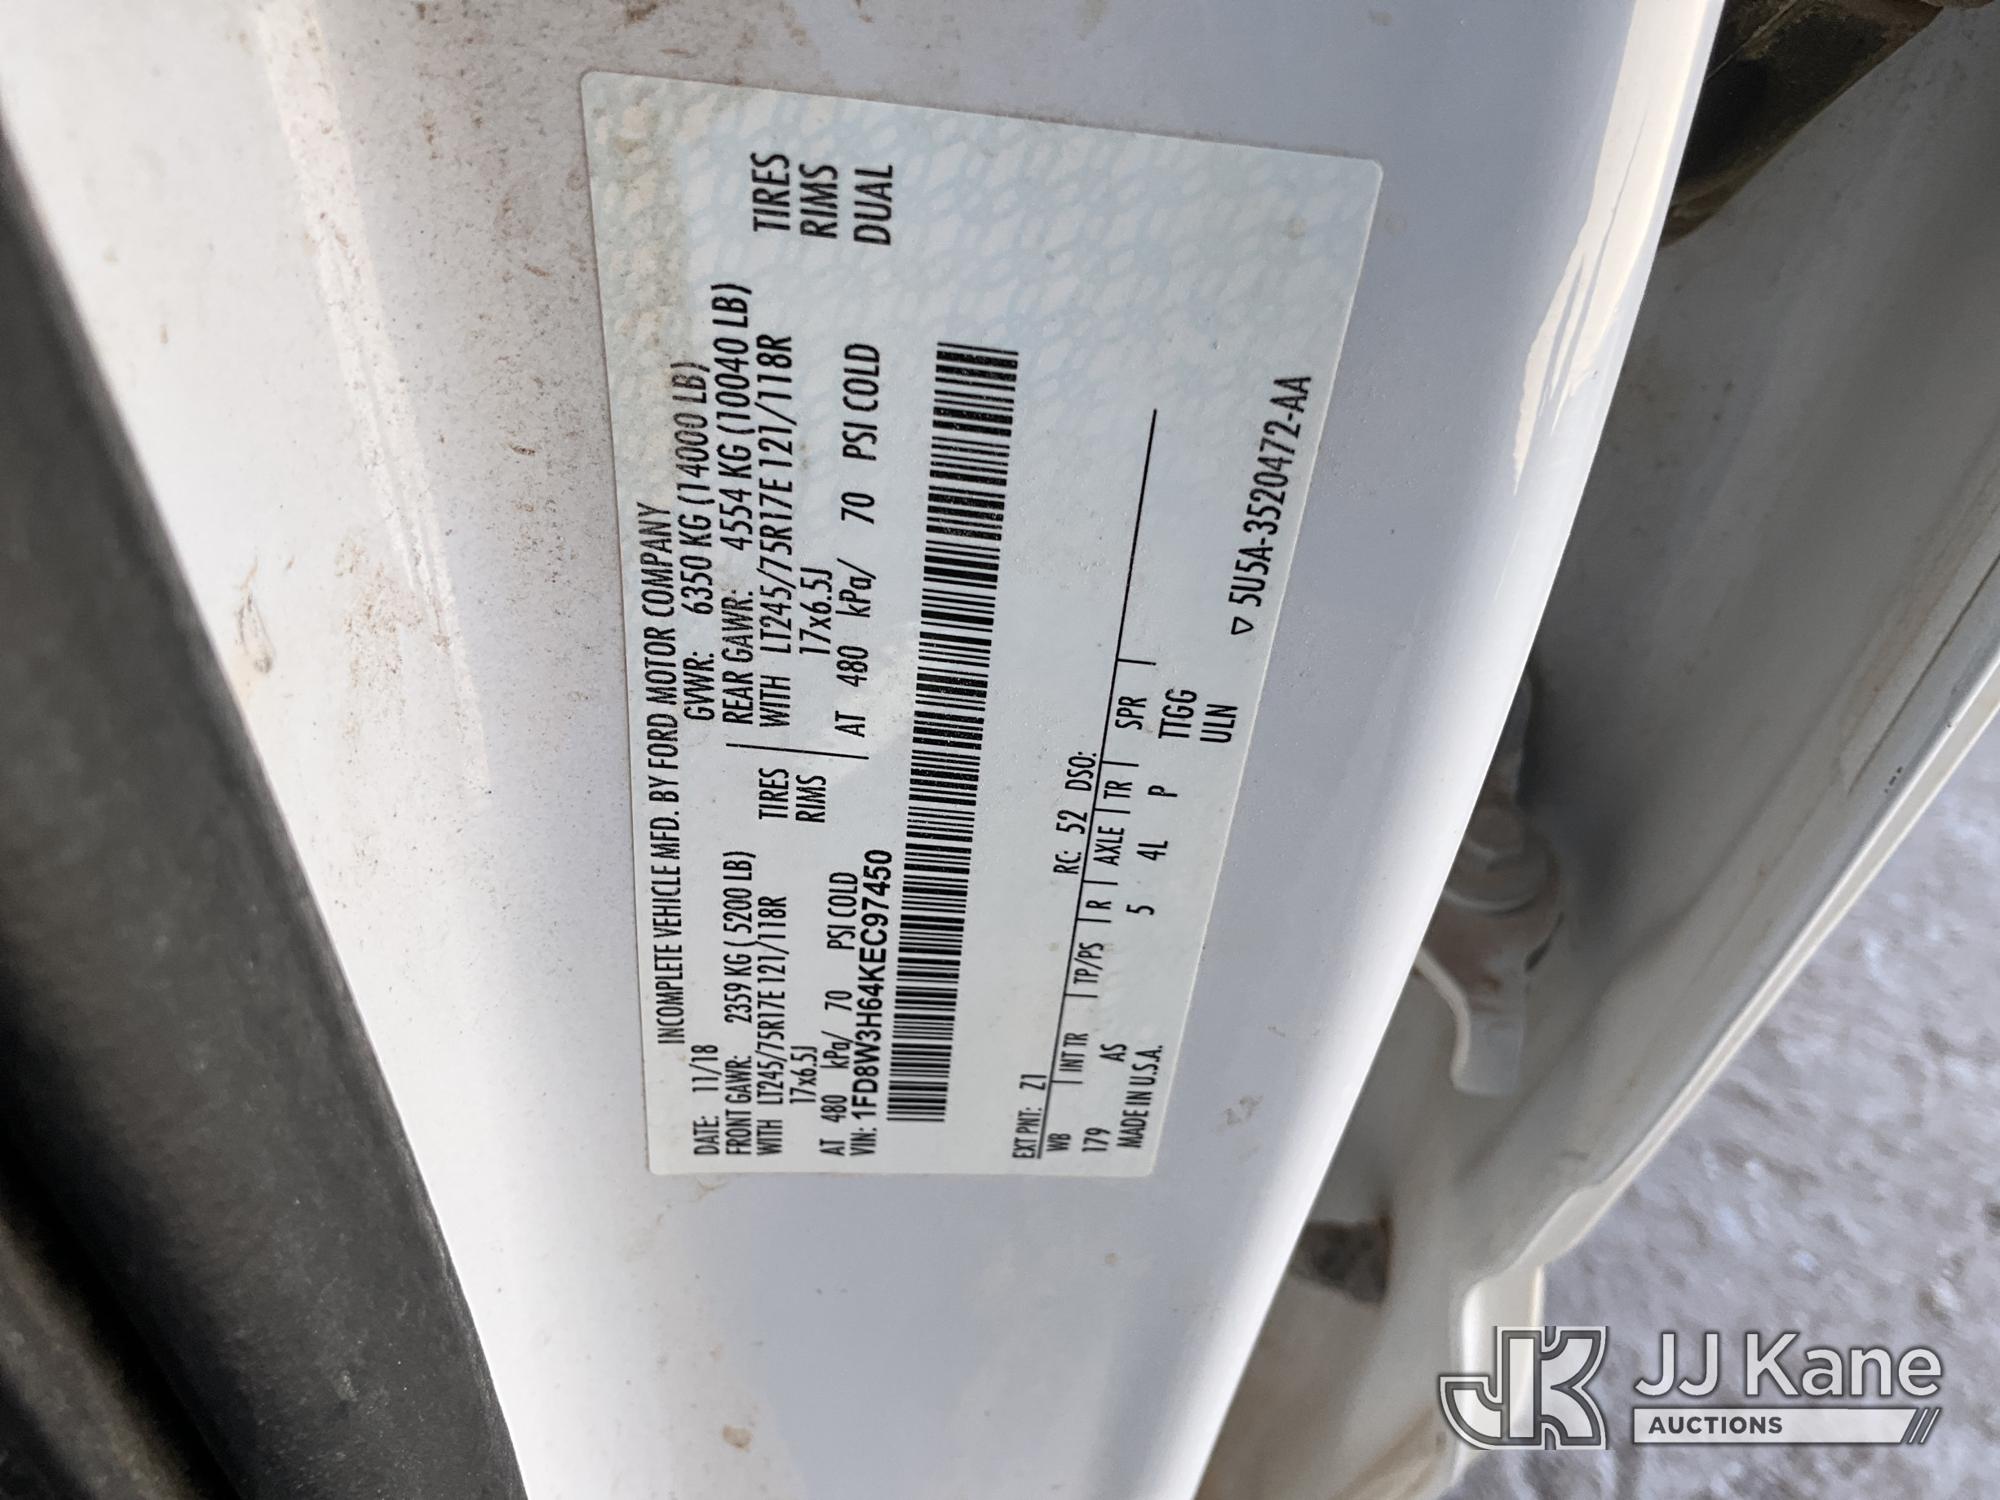 INCOMPLETE VEHICLE MFD. BY FORD MOTOR COMPANY
DATE: 11/18 GVWR: 6350 KG (14000 LB)
FRONT GAWR: 2359 KG (5200 LB) REAR GAWR: 4554 KG (10040 LB)
WITH LT245/75R17E 121/118R TIRES WITH LT245/75R17E 121/118R TIRES
17x6.5J RIMS 17x6.5J RIMS
AT 480 kPa/ 70 PSI COLD AT 480 kPa/ 70 PSI COLD DUAL
VIN: 1FD8W3H64KEC97450
EXT PNT: Z1 RC: 52 DSO:
WB INT TR TP/PS R AXLE TR SPR
179 AS 5 4L P TTGG
MADE IN U.S.A. ULN
▽ 5U5A-3520472-AA
JK JJ Kane
AUCTIONS